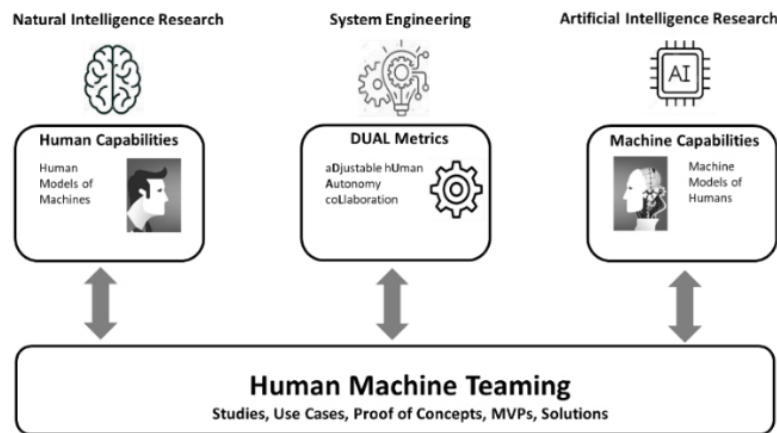 Natural Intelligence Research
System Engineering
Artificial Intelligence Research
AI
Human Capabilities
Human
Models of
Machines
DUAL Metrics
aDjustable hUman
Autonomy
coLlaboration
Machine Capabilities
Machine
Models of
Humans
Human Machine Teaming
Studies, Use Cases, Proof of Concepts, MVPs, Solutions